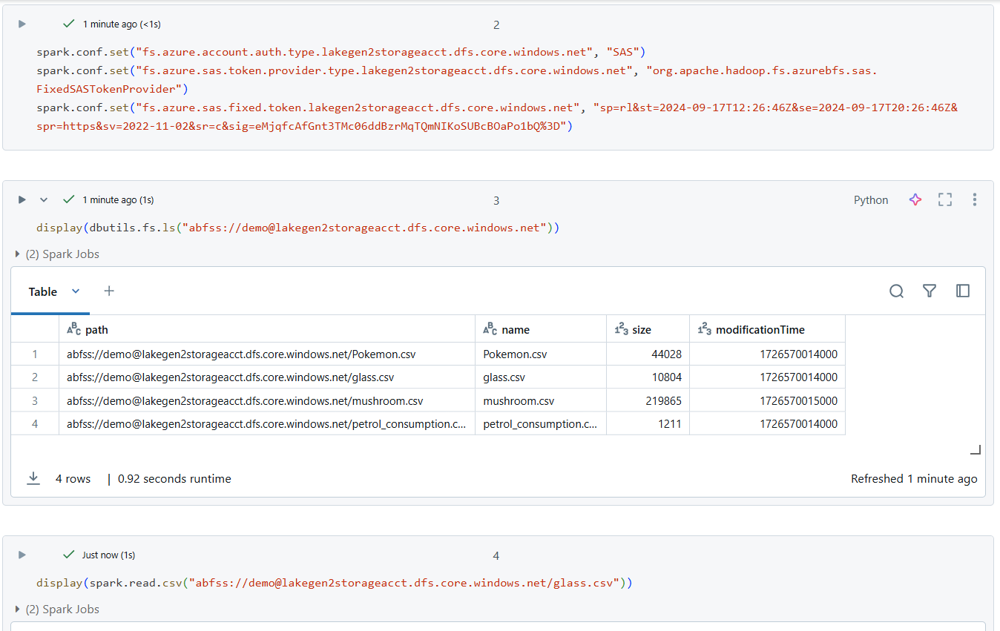 1 minute ago (<1s)
2
spark.conf.set("fs.azure.account.auth.type.lakegen2storageacct.dfs.core.windows.net", "SAS")
spark.conf.set("fs.azure.sas.token.provider.type.lakegen2storageacct.dfs.core.windows.net", "org.apache.hadoop.fs.azurebfs.sas.
FixedSASTokenProvider")
spark.conf.set("fs.azure.sas.fixed.token.lakegen2storageacct.dfs.core.windows.net", "sp=rl&st=2024-09-17T12:26:46Z&se=2024-09-17T20:26:46Z&
spr=https&sv=2022-11-02&sr=c&sig=eMjqfcAfGnt3TMc06ddBzrMqTQmNIKoSUBcBOaPo1bQ%3D")
1 minute ago (1s)
3
Python
display(dbutils.fs.ls("abfss://demo@lakegen2storageacct.dfs.core.windows.net"))
(2) Spark Jobs
Table
path name size modificationTime
1 abfss://demo@lakegen2storageacct.dfs.core.windows.net/Pokemon.csv Pokemon.csv 44028 1726570014000
2 abfss://demo@lakegen2storageacct.dfs.core.windows.net/glass.csv glass.csv 10804 1726570014000
3 abfss://demo@lakegen2storageacct.dfs.core.windows.net/mushroom.csv mushroom.csv 219865 1726570015000
4 abfss://demo@lakegen2storageacct.dfs.core.windows.net/petrol_consumption.c... petrol_consumption.c... 1211 1726570014000
4 rows | 0.92 seconds runtime
Refreshed 1 minute ago
Just now (1s)
4
display(spark.read.csv("abfss://demo@lakegen2storageacct.dfs.core.windows.net/glass.csv"))
(2) Spark Jobs